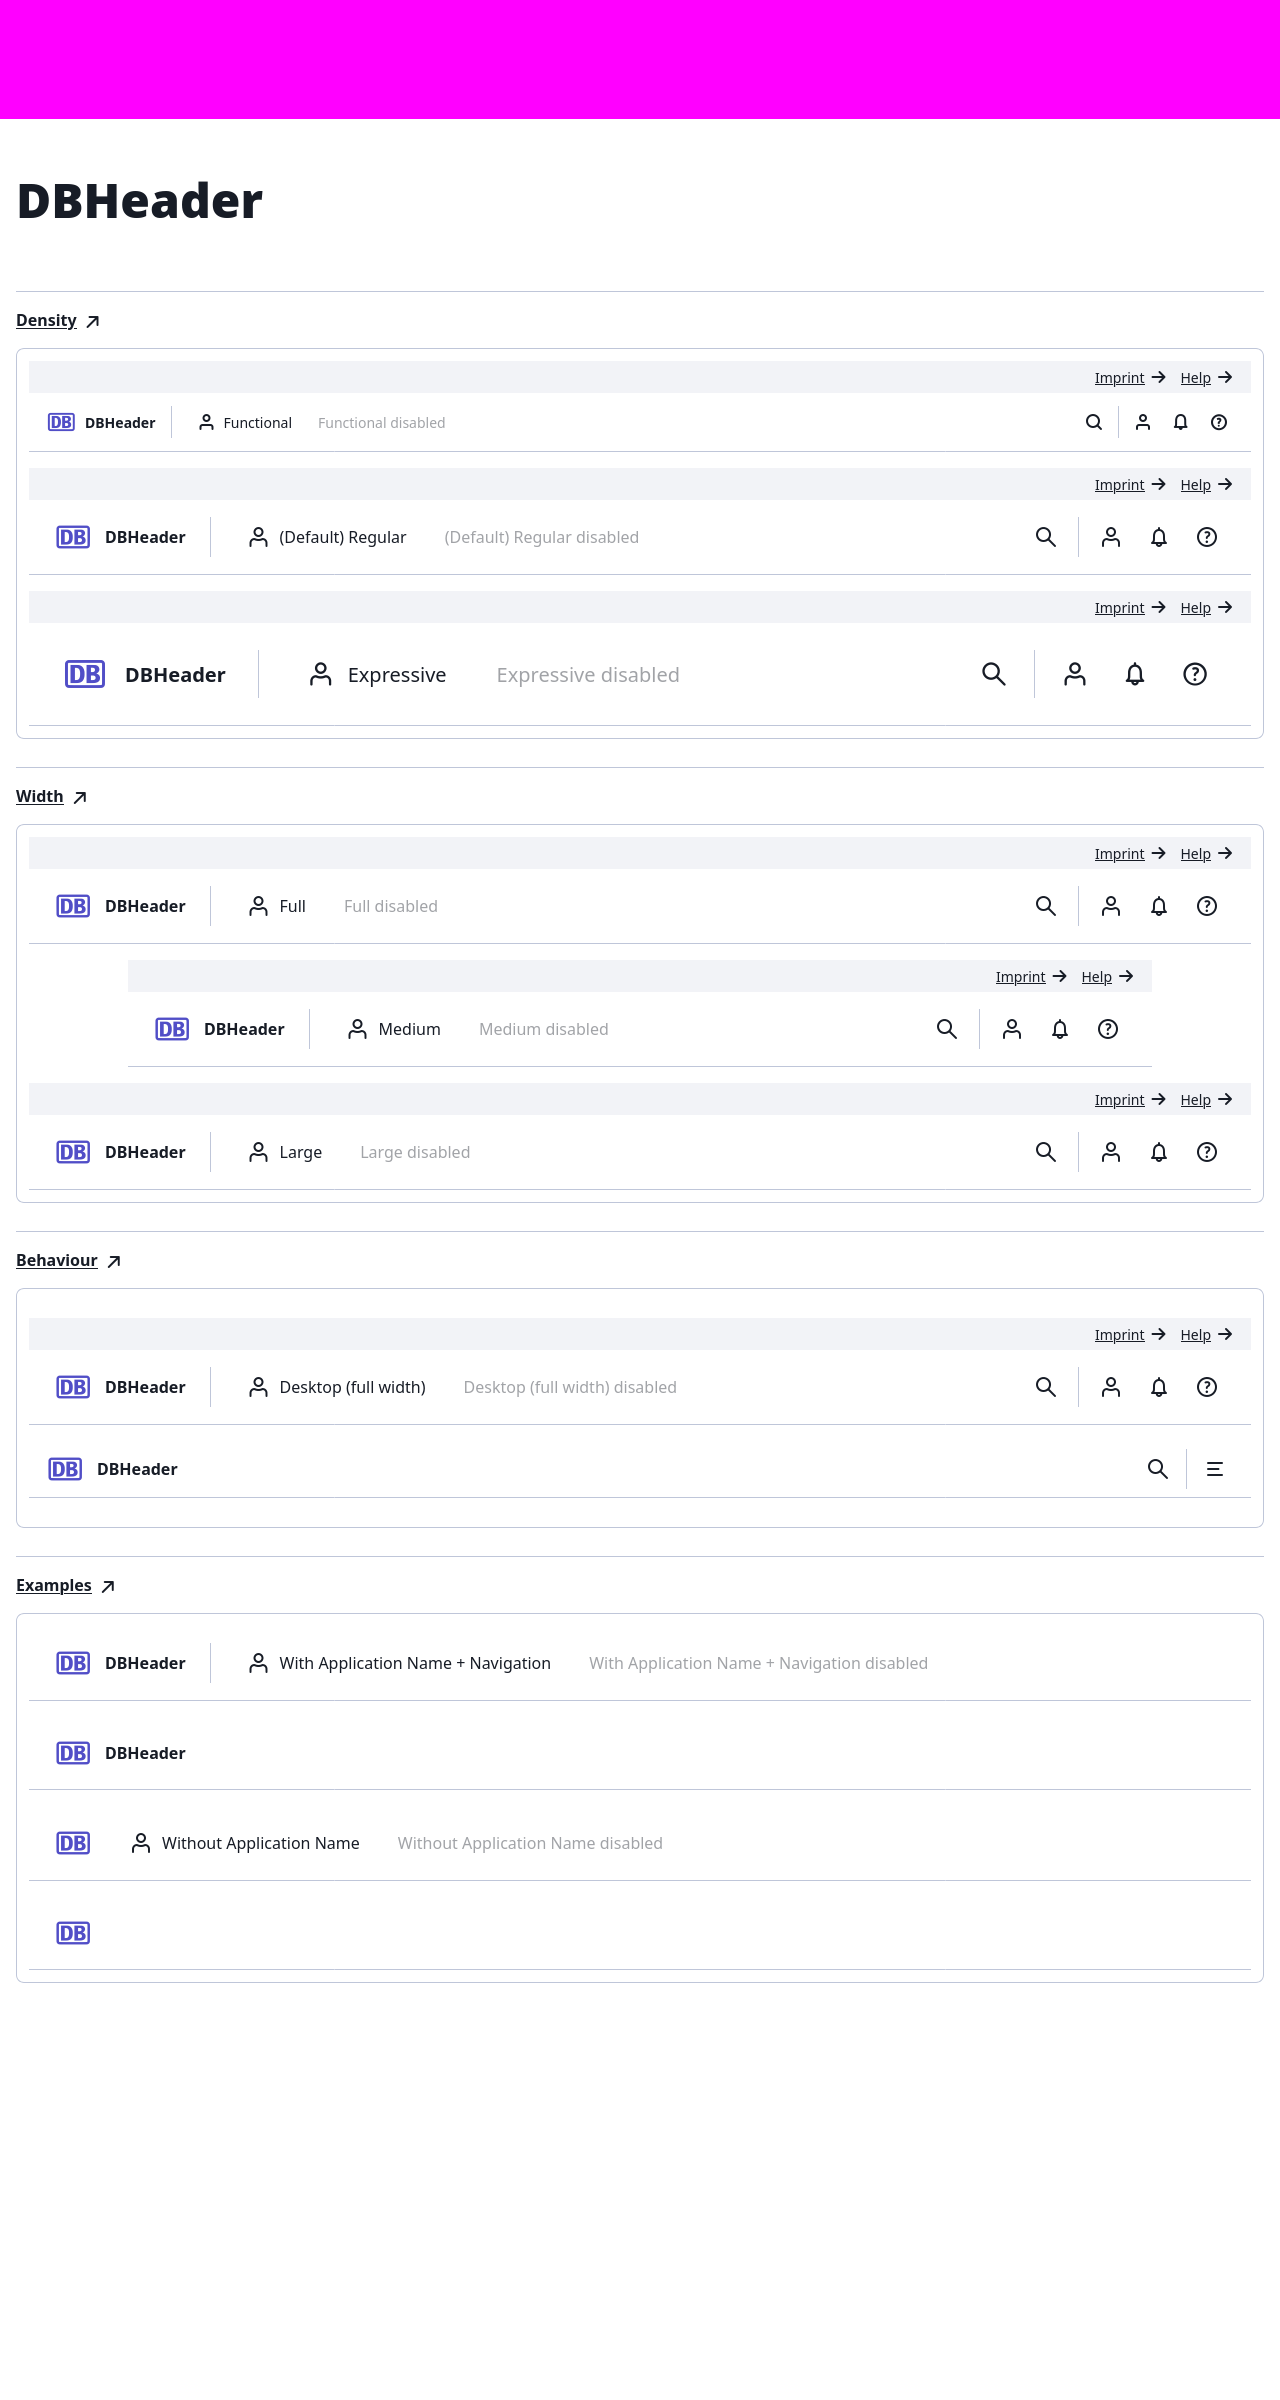 DBHeader
Density
Imprint Help
DB DBHeader Functional Functional disabled
Imprint Help
DB DBHeader (Default) Regular (Default) Regular disabled
Imprint Help
DB DBHeader Expressive Expressive disabled
Width
Imprint Help
DB DBHeader Full Full disabled
Imprint Help
DB DBHeader Medium Medium disabled
Imprint Help
DB DBHeader Large Large disabled
Behaviour
Imprint Help
DB DBHeader Desktop (full width) Desktop (full width) disabled
DB DBHeader
Examples
DB DBHeader With Application Name + Navigation With Application Name + Navigation disabled
DB DBHeader
DB Without Application Name Without Application Name disabled
DB